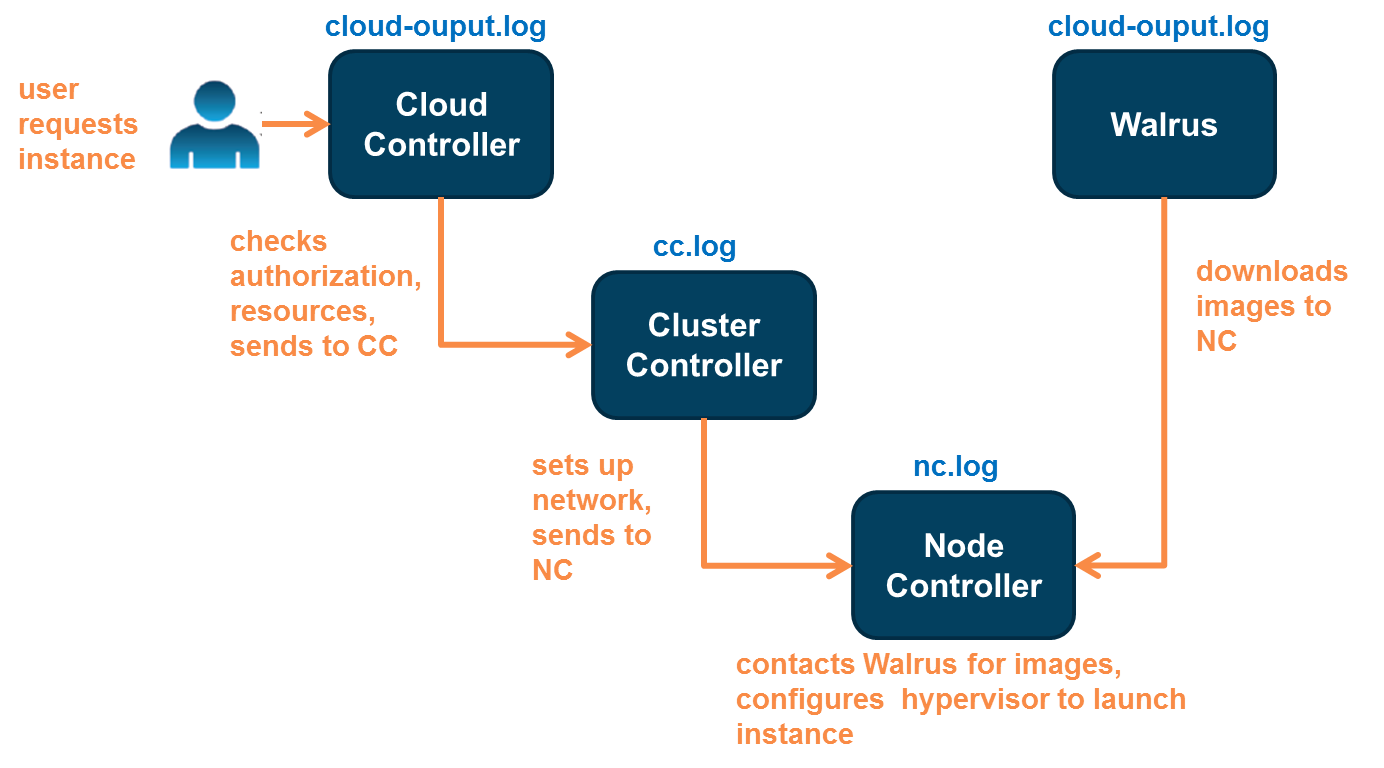 cloud-ouput.log
cloud-ouput.log
user
requests
instance
Cloud
Controller
Walrus
checks
authorization,
resources,
sends to CC
cc.log
Cluster
Controller
downloads
images to
NC
sets up
network,
sends to
NC
nc.log
Node
Controller
contacts Walrus for images,
configures  hypervisor to launch
instance